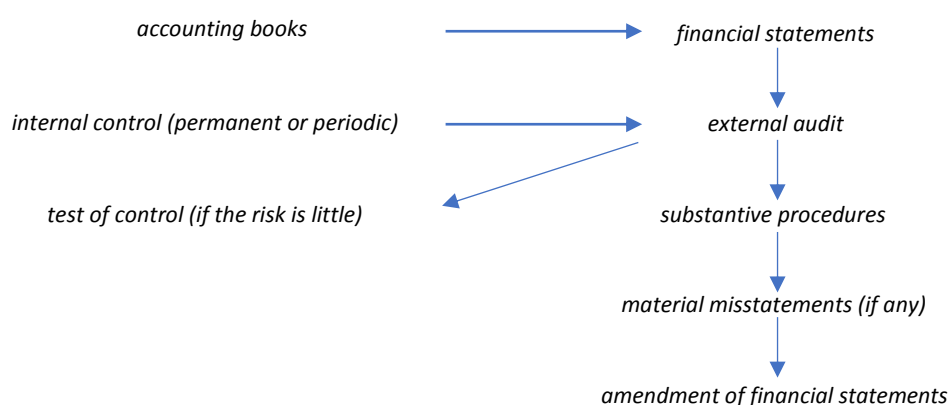 accounting books
financial statements
internal control (permanent or periodic)
external audit
test of control (if the risk is little)
substantive procedures
material misstatements (if any)
amendment of financial statements